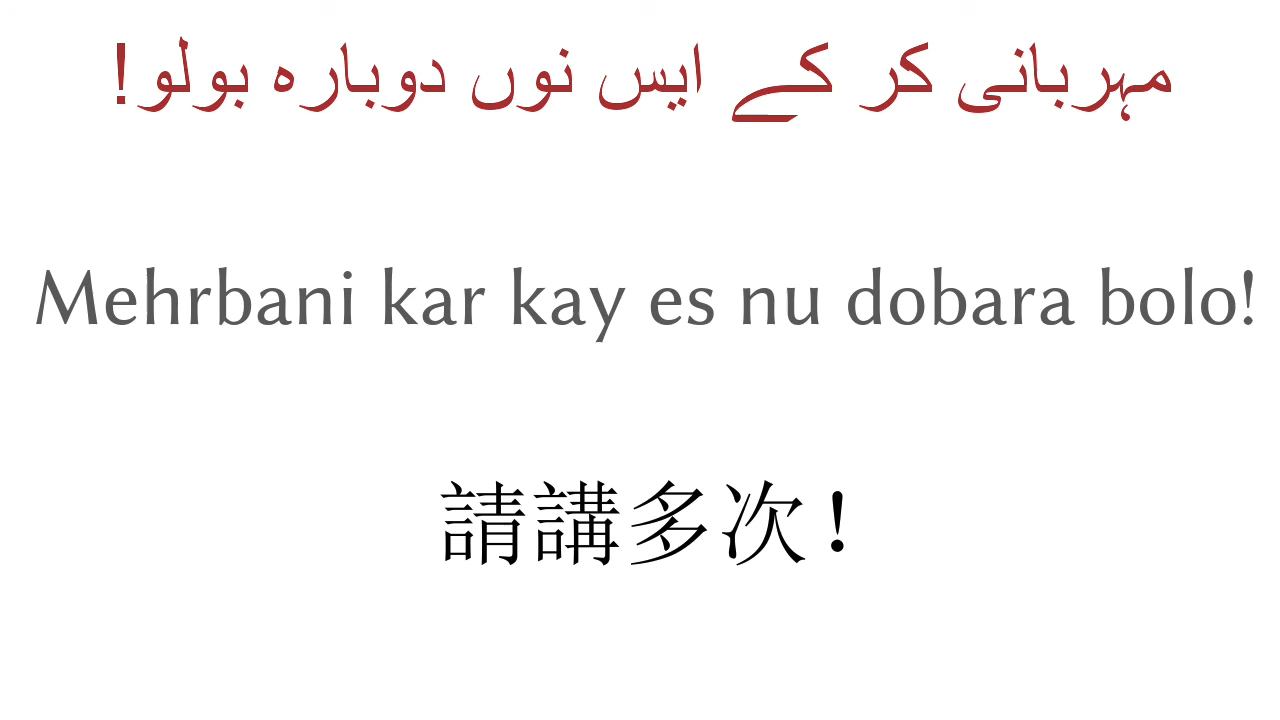 مہربانی کر کے ایس نوں دوبارہ بولو!
Mehrbani kar kay es nu dobara bolo!
請講多次！